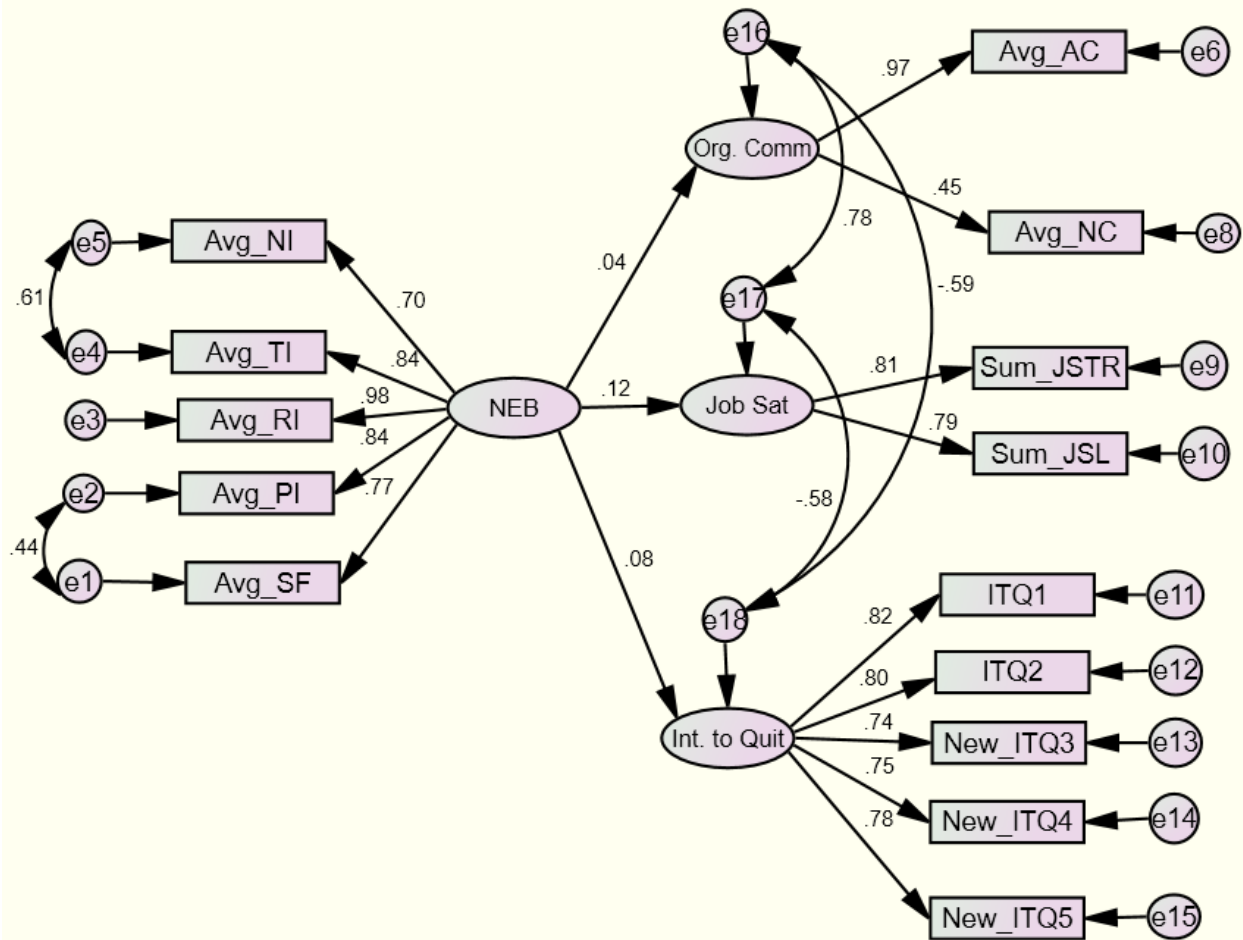 e16
Avg_AC
e6
.97
Org. Comm
.45
Avg_NC
e8
.78
-.59
e5
Avg_NI
.04
.61
.70
e17
e4
Avg_TI
.84
.81
Sum_JSTR
e9
e3
Avg_RI
.98
NEB
.12
Job Sat
.79
Sum_JSL
e10
.84
e2
Avg_PI
.77
-.58
.44
e1
Avg_SF
.08
e18
.82
ITQ1
e11
.80
ITQ2
e12
Int. to Quit
.74
New_ITQ3
e13
.75
New_ITQ4
e14
.78
New_ITQ5
e15